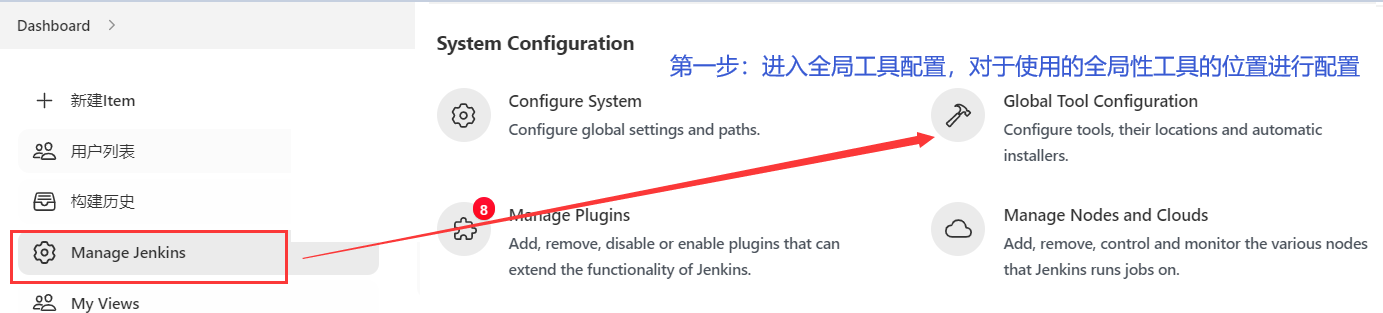 Dashboard
新建Item
用户列表
构建历史
Manage Jenkins
My Views
System Configuration
第一步：进入全局工具配置，对于使用的全局性工具的位置进行配置
Configure System
Configure global settings and paths.
Global Tool Configuration
Configure tools, their locations and automatic
installers.
8
Manage Plugins
Add, remove, disable or enable plugins that can
extend the functionality of Jenkins.
Manage Nodes and Clouds
Add, remove, control and monitor the various nodes
that Jenkins runs jobs on.